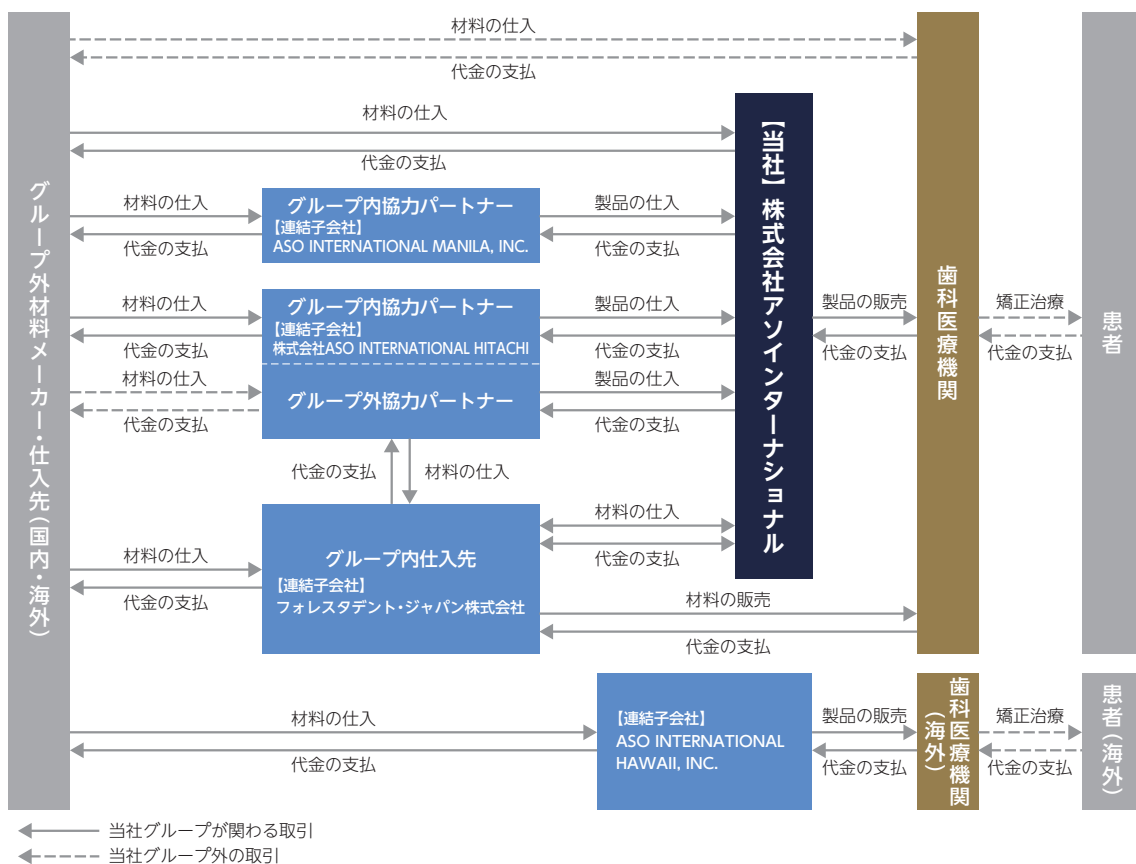 グループ外材料メーカー・仕入先(国内・海外)
材料の仕入
代金の支払
材料の仕入
代金の支払
材料の仕入
代金の支払
グループ内協力パートナー
【連結子会社】
ASO INTERNATIONAL MANILA, INC.
製品の仕入
代金の支払
材料の仕入
代金の支払
グループ内協力パートナー
【連結子会社】
株式会社ASO INTERNATIONAL HITACHI
製品の仕入
代金の支払
材料の仕入
代金の支払
グループ外協力パートナー
製品の仕入
代金の支払
代金の支払
材料の仕入
材料の仕入
代金の支払
グループ内仕入先
【連結子会社】
フォレスタデント・ジャパン株式会社
材料の仕入
代金の支払
材料の販売
代金の支払
【当社】株式会社アソインターナショナル
製品の販売
代金の支払
歯科医療機関
矯正治療
代金の支払
患者
材料の仕入
代金の支払
【連結子会社】
ASO INTERNATIONAL
HAWAII, INC.
製品の販売
代金の支払
歯科医療機関
(海外)
矯正治療
代金の支払
患者(海外)
当社グループが関わる取引
当社グループ外の取引